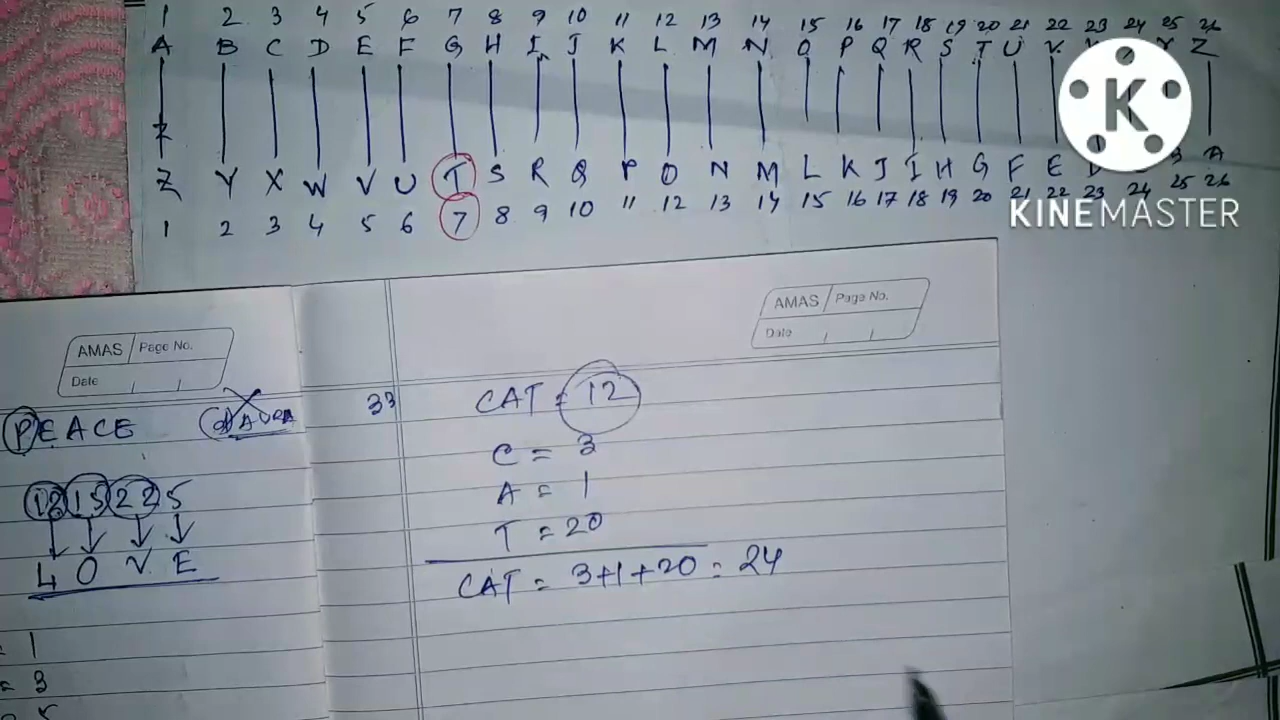 1 2 3 4 5 6 7 8 9 10 11 12 13 14 15 16 17 18 19 20 21 22 23 24 25 26
A B C D E F G H I J K L M N O P Q R S T U V Z
Z Y X W V U T S R Q P O N M L K J I H G F E D A
1 2 3 4 5 6 7 8 9 10 11 12 13 14 15 16 17 18 19 20 21 22 23 24 25 26
K
KINEMASTER
AMAS Page No.
Date / /
PEACE 33
12 15 22 5
L O V E
= 1
= 3
5
AMAS Page No.
Date / /
CAT = 12
C = 3
A = 1
T = 20
CAT = 3+1+20 = 24